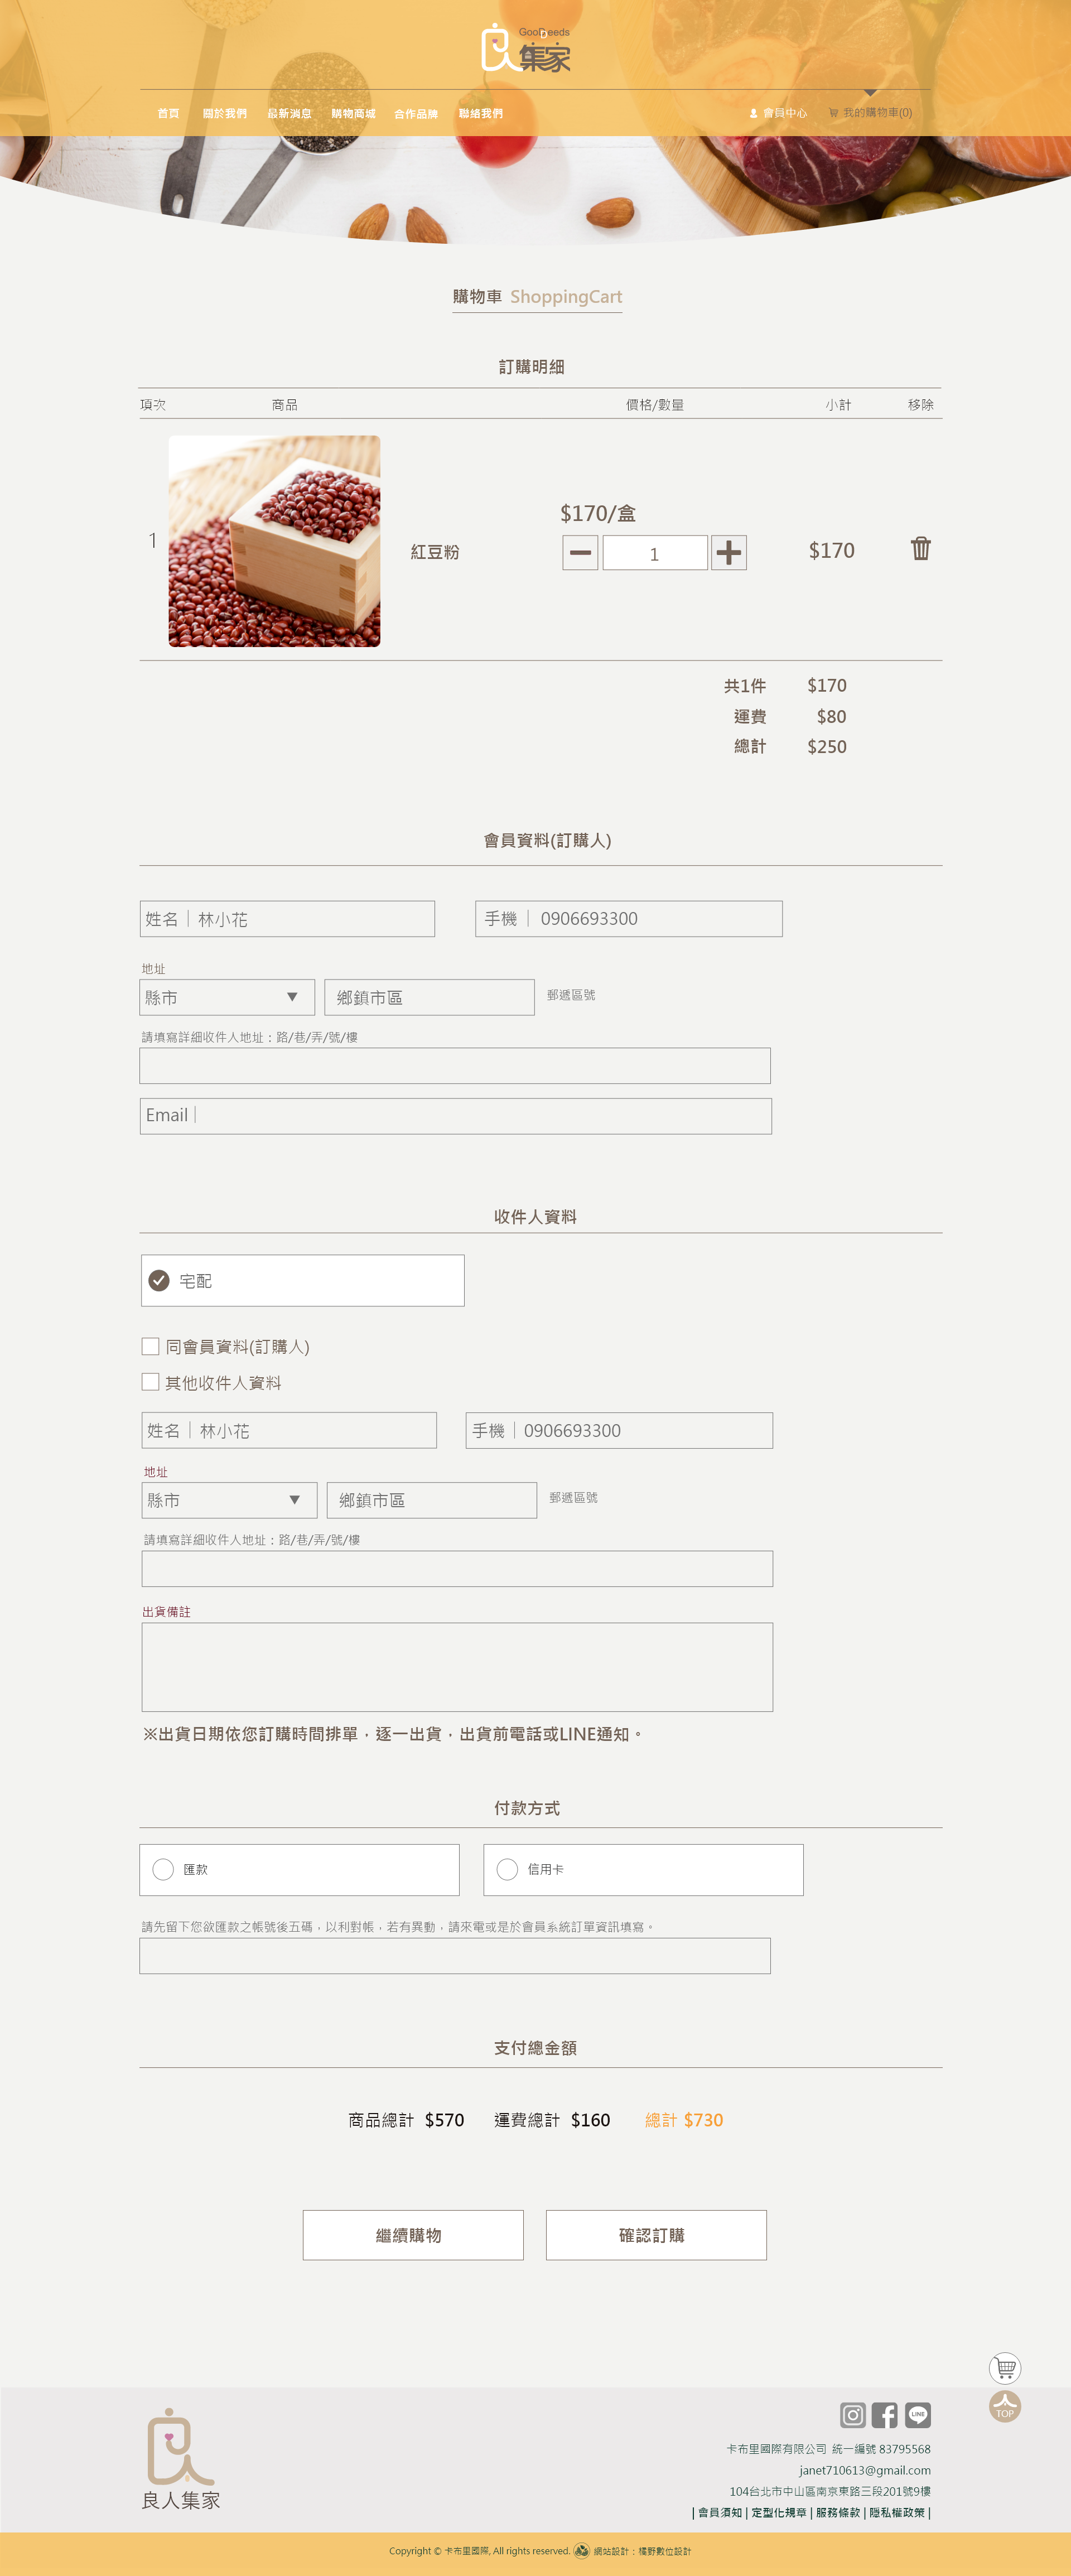 GooDeeds
良人集家
首頁 關於我們 最新消息 購物商城 合作品牌 聯絡我們 會員中心 我的購物車(0)
購物車 ShoppingCart
訂購明細
項次 商品 價格/數量 小計 移除
$170/盒
1 紅豆粉 1 $170
共1件 $170
運費 $80
總計 $250
會員資料(訂購人)
姓名 林小花 手機 0906693300
地址
縣市 鄉鎮市區 郵遞區號
請填寫詳細收件人地址：路/巷/弄/號/樓
Email
收件人資料
宅配
同會員資料(訂購人)
其他收件人資料
姓名 林小花 手機 0906693300
地址
縣市 鄉鎮市區 郵遞區號
請填寫詳細收件人地址：路/巷/弄/號/樓
出貨備註
※出貨日期依您訂購時間排單，逐一出貨，出貨前電話或LINE通知。
付款方式
匯款 信用卡
請先留下您欲匯款之帳號後五碼，以利對帳，若有異動，請來電或是於會員系統訂單資訊填寫。
支付總金額
商品總計 $570 運費總計 $160 總計 $730
繼續購物 確認訂購
TOP
LINE
卡布里國際有限公司 統一編號 83795568
janet710613@gmail.com
104台北市中山區南京東路三段201號9樓
良人集家
| 會員須知 | 定型化規章 | 服務條款 | 隱私權政策 |
Copyright © 卡布里國際, All rights reserved. 網站設計：橘野數位設計